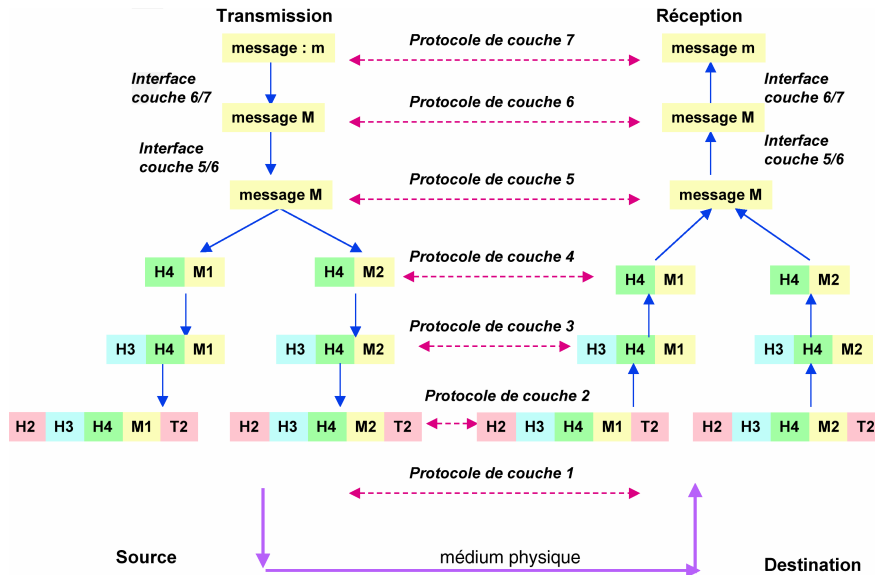 Transmission
Réception
message : m
Protocole de couche 7
message m
Interface
couche 6/7
Interface
couche 6/7
message M
Protocole de couche 6
message M
Interface
couche 5/6
Interface
couche 5/6
message M
Protocole de couche 5
message M
H4 M1
H4 M2
Protocole de couche 4
H4 M1
H4 M2
H3 H4 M1
H3 H4 M2
Protocole de couche 3
H3 H4 M1
H3 H4 M2
Protocole de couche 2
H2 H3 H4 M1 T2
H2 H3 H4 M2 T2
H2 H3 H4 M1 T2
H2 H3 H4 M2 T2
Protocole de couche 1
Source
médium physique
Destination